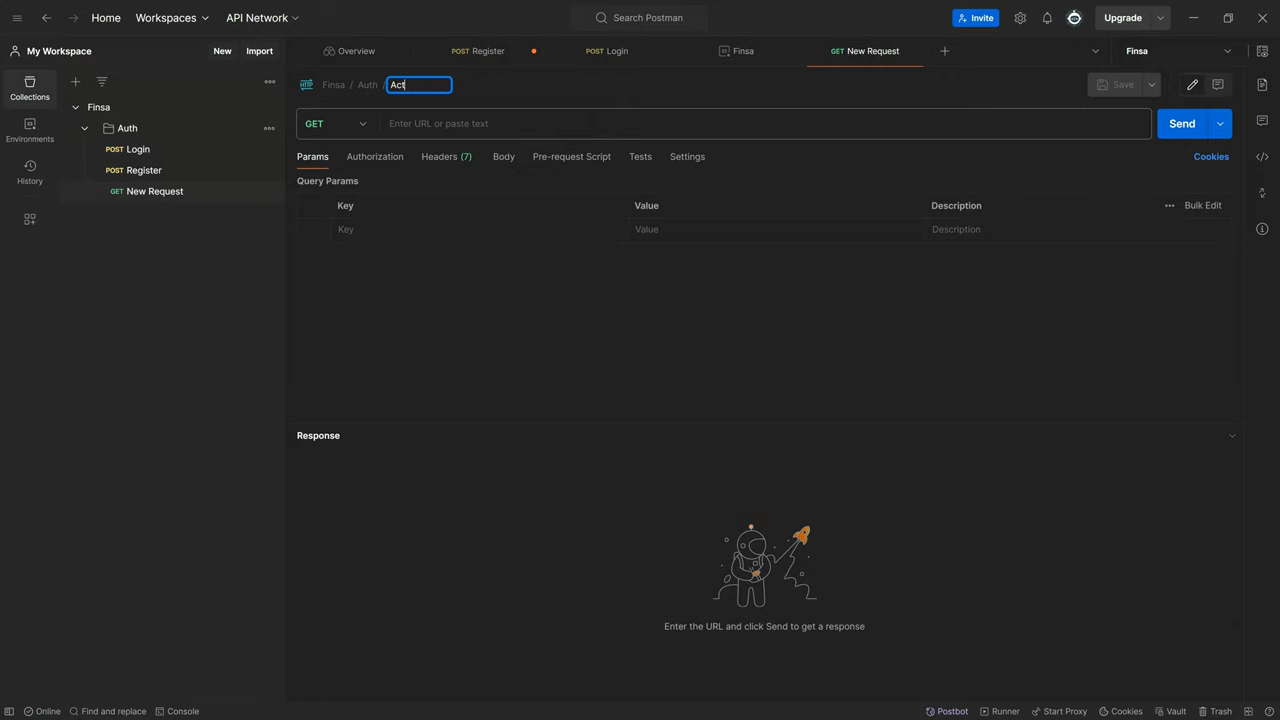 Home Workspaces API Network Search Postman Invite Upgrade
My Workspace New Import Overview POST Register POST Login Finsa GET New Request Finsa
Collections
Environments
History
Finsa
Auth
POST Login
POST Register
GET New Request
Finsa / Auth / Act Save
GET Enter URL or paste text Send
Params Authorization Headers (7) Body Pre-request Script Tests Settings Cookies
Query Params
Key Value Description Bulk Edit
Key Value Description
Response
Enter the URL and click Send to get a response
Online Find and replace Console Postbot Runner Start Proxy Cookies Vault Trash